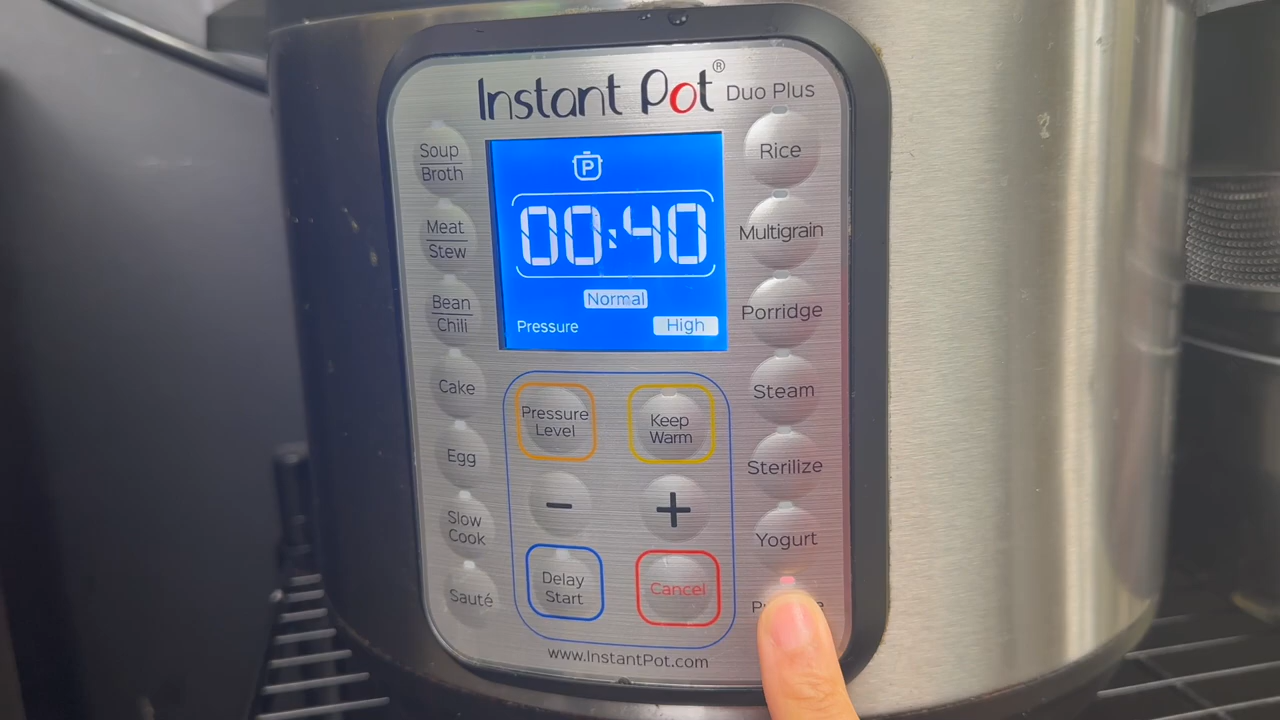 Instant Pot® Duo Plus
Soup
Broth
Meat
Stew
Bean
Chili
Cake
Egg
Slow
Cook
Sauté
P
00:40
Normal
Pressure High
Pressure
Level
Keep
Warm
−
+
Delay
Start
Cancel
Rice
Multigrain
Porridge
Steam
Sterilize
Yogurt
www.InstantPot.com